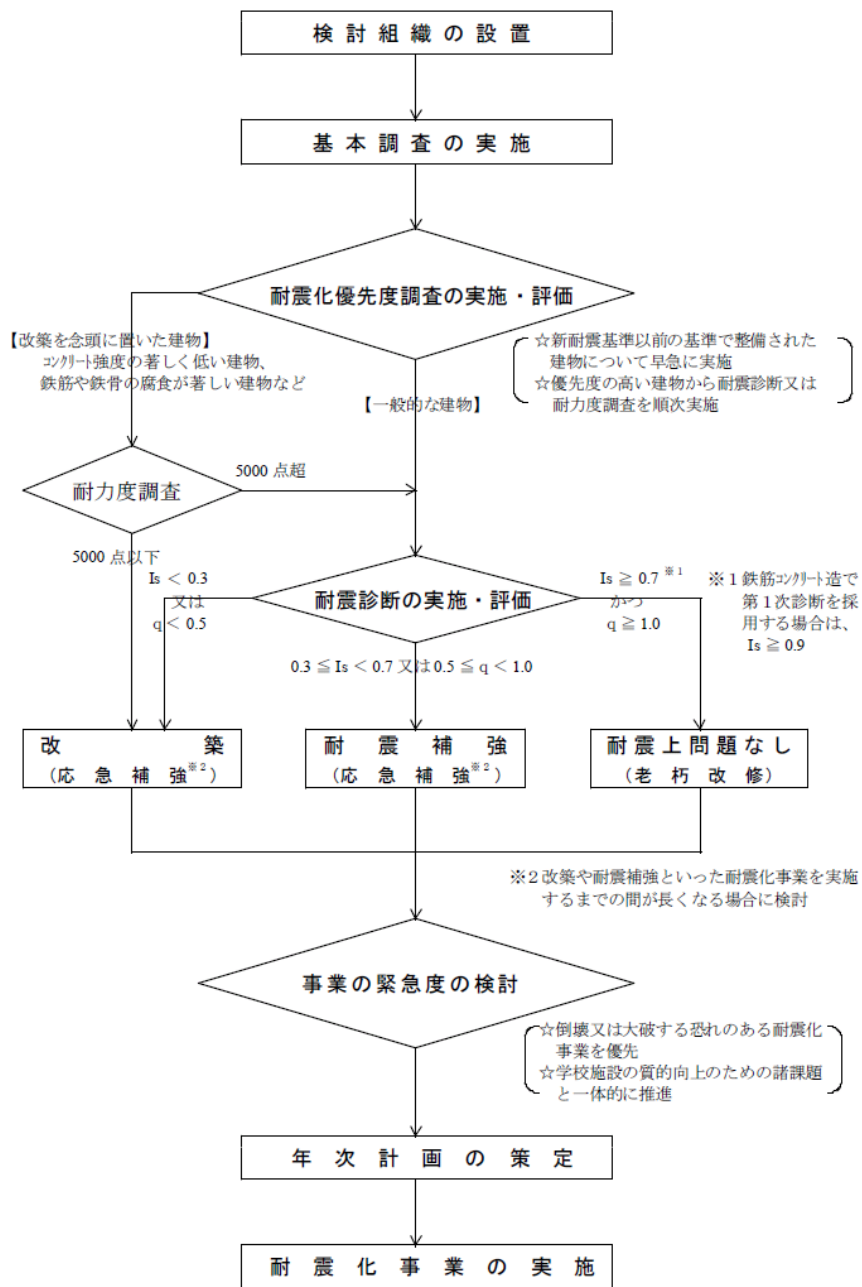 検討組織の設置
基本調査の実施
耐震化優先度調査の実施・評価
【改築を念頭に置いた建物】
コンクリート強度の著しく低い建物、
鉄筋や鉄骨の腐食が著しい建物など
☆新耐震基準以前の基準で整備された
建物について早急に実施
☆優先度の高い建物から耐震診断又は
耐力度調査を順次実施
【一般的な建物】
耐力度調査
5000 点超
5000 点以下
Is < 0.3
又は
q < 0.5
耐震診断の実施・評価
Is ≧ 0.7 ※1
かつ
q ≧ 1.0
※1鉄筋コンクリート造で
第1次診断を採
用する場合は、
Is ≧ 0.9
0.3 ≦ Is < 0.7 又は 0.5 ≦ q < 1.0
改築
(応急補強※2)
耐震補強
(応急補強※2)
耐震上問題なし
(老朽改修)
※2改築や耐震補強といった耐震化事業を実施
するまでの間が長くなる場合に検討
事業の緊急度の検討
☆倒壊又は大破する恐れのある耐震化
事業を優先
☆学校施設の質的向上のための諸課題
と一体的に推進
年次計画の策定
耐震化事業の実施